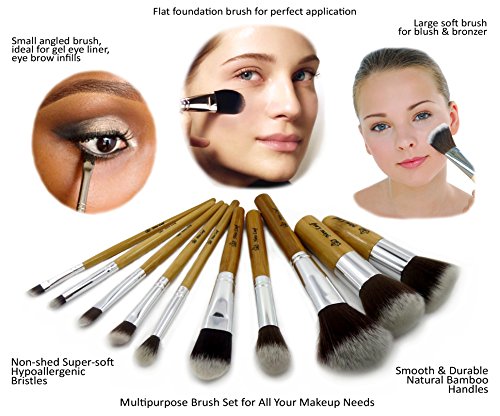 Flat foundation brush for perfect application
Small angled brush,
ideal for gel eye liner,
eye brow infills
Large soft brush
for blush & bronzer
Non-shed Super-soft
Hypoallergenic
Bristles
Smooth & Durable
Natural Bamboo
Handles
Multipurpose Brush Set for All Your Makeup Needs